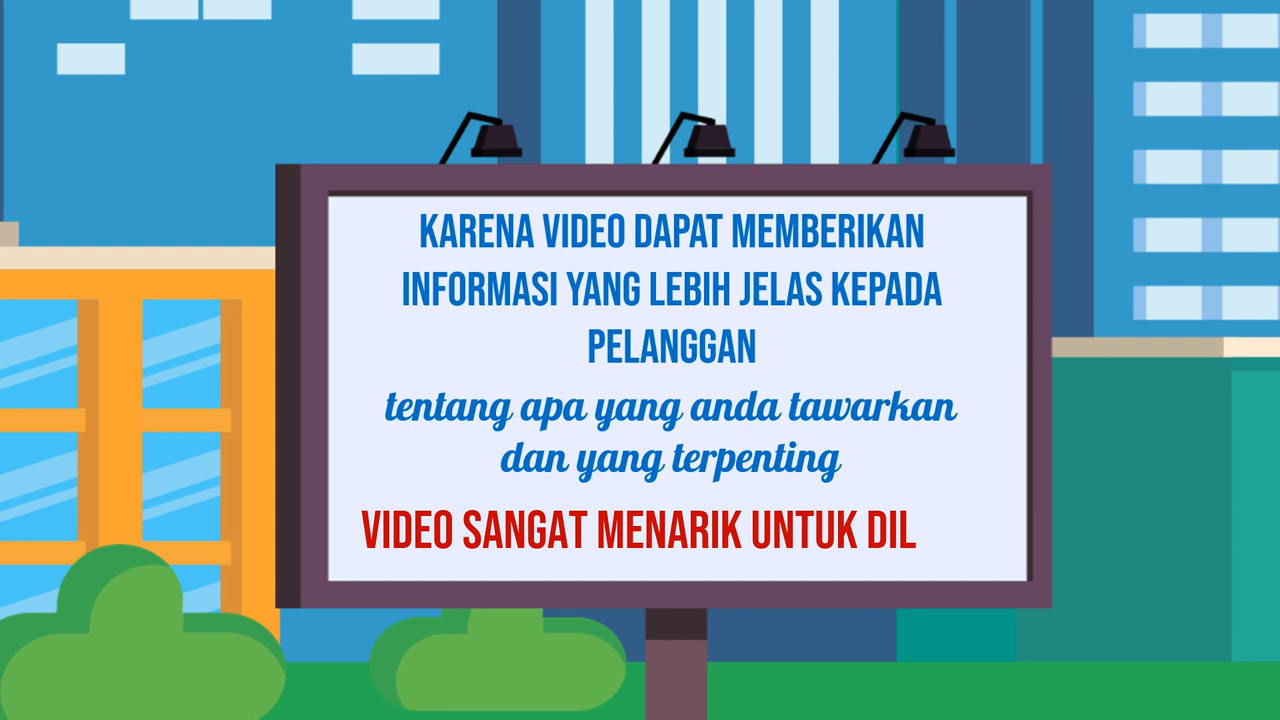 KARENA VIDEO DAPAT MEMBERIKAN
INFORMASI YANG LEBIH JELAS KEPADA
PELANGGAN
tentang apa yang anda tawarkan
dan yang terpenting
VIDEO SANGAT MENARIK UNTUK DIL